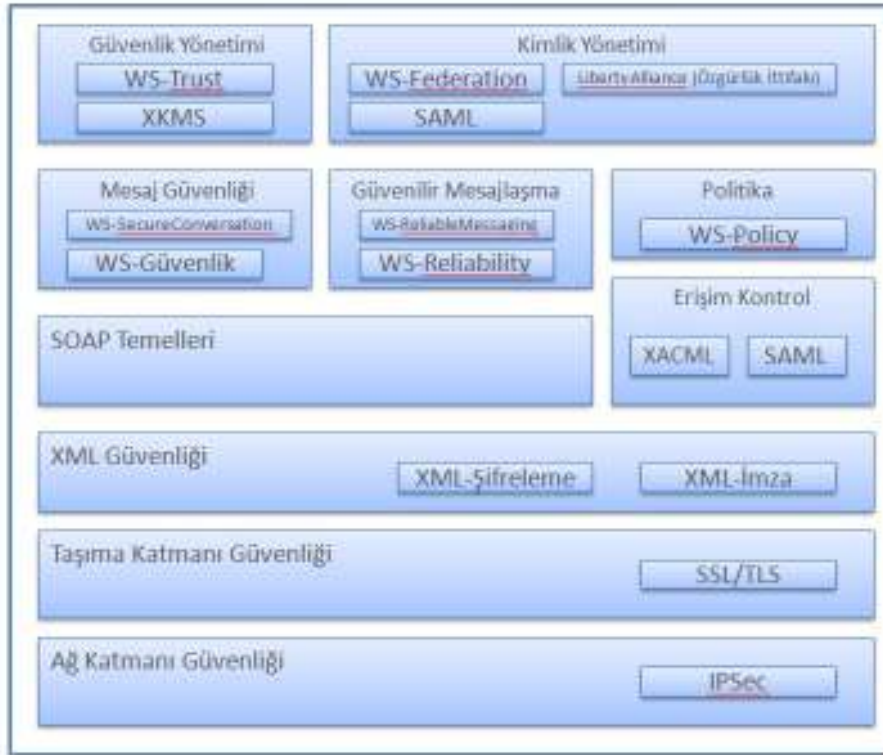 Güvenlik Yönetimi
WS-Trust
XKMS
Kimlik Yönetimi
WS-Federation
Liberty Alliance (Özgürlük İttifakı)
SAML
Mesaj Güvenliği
WS-SecureConversation
WS-Güvenlik
Güvenilir Mesajlaşma
WS-ReliableMessaging
WS-Reliability
Politika
WS-Policy
Erişim Kontrol
XACML
SAML
SOAP Temelleri
XML Güvenliği
XML-Şifreleme
XML-İmza
Taşıma Katmanı Güvenliği
SSL/TLS
Ağ Katmanı Güvenliği
IPSec